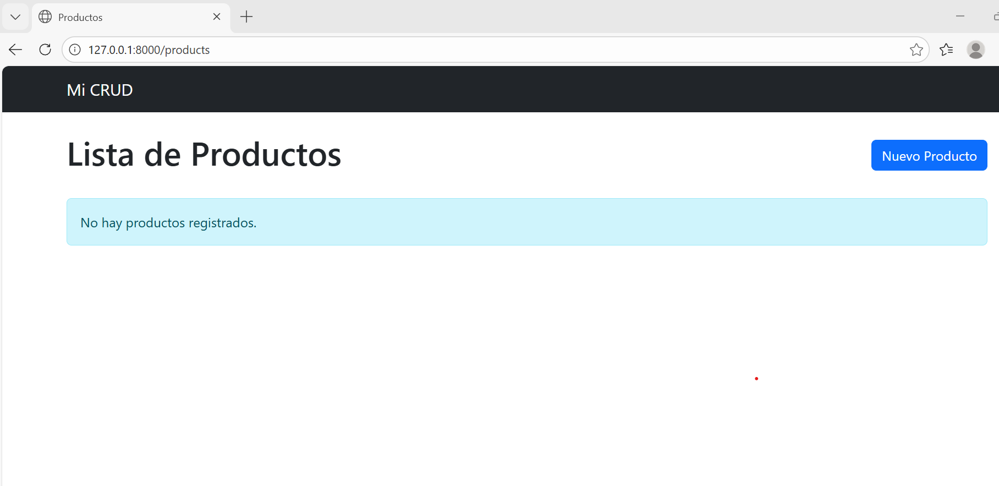 Productos
127.0.0.1:8000/products
Mi CRUD
Lista de Productos
Nuevo Producto
No hay productos registrados.